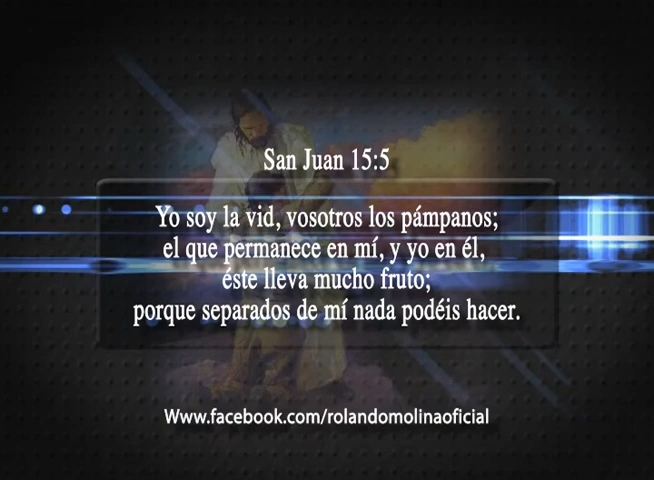 San Juan 15:5
Yo soy la vid, vosotros los pámpanos;
el que permanece en mí, y yo en él,
éste lleva mucho fruto;
porque separados de mí nada podéis hacer.
Www.facebook.com/rolandomolinaoficial